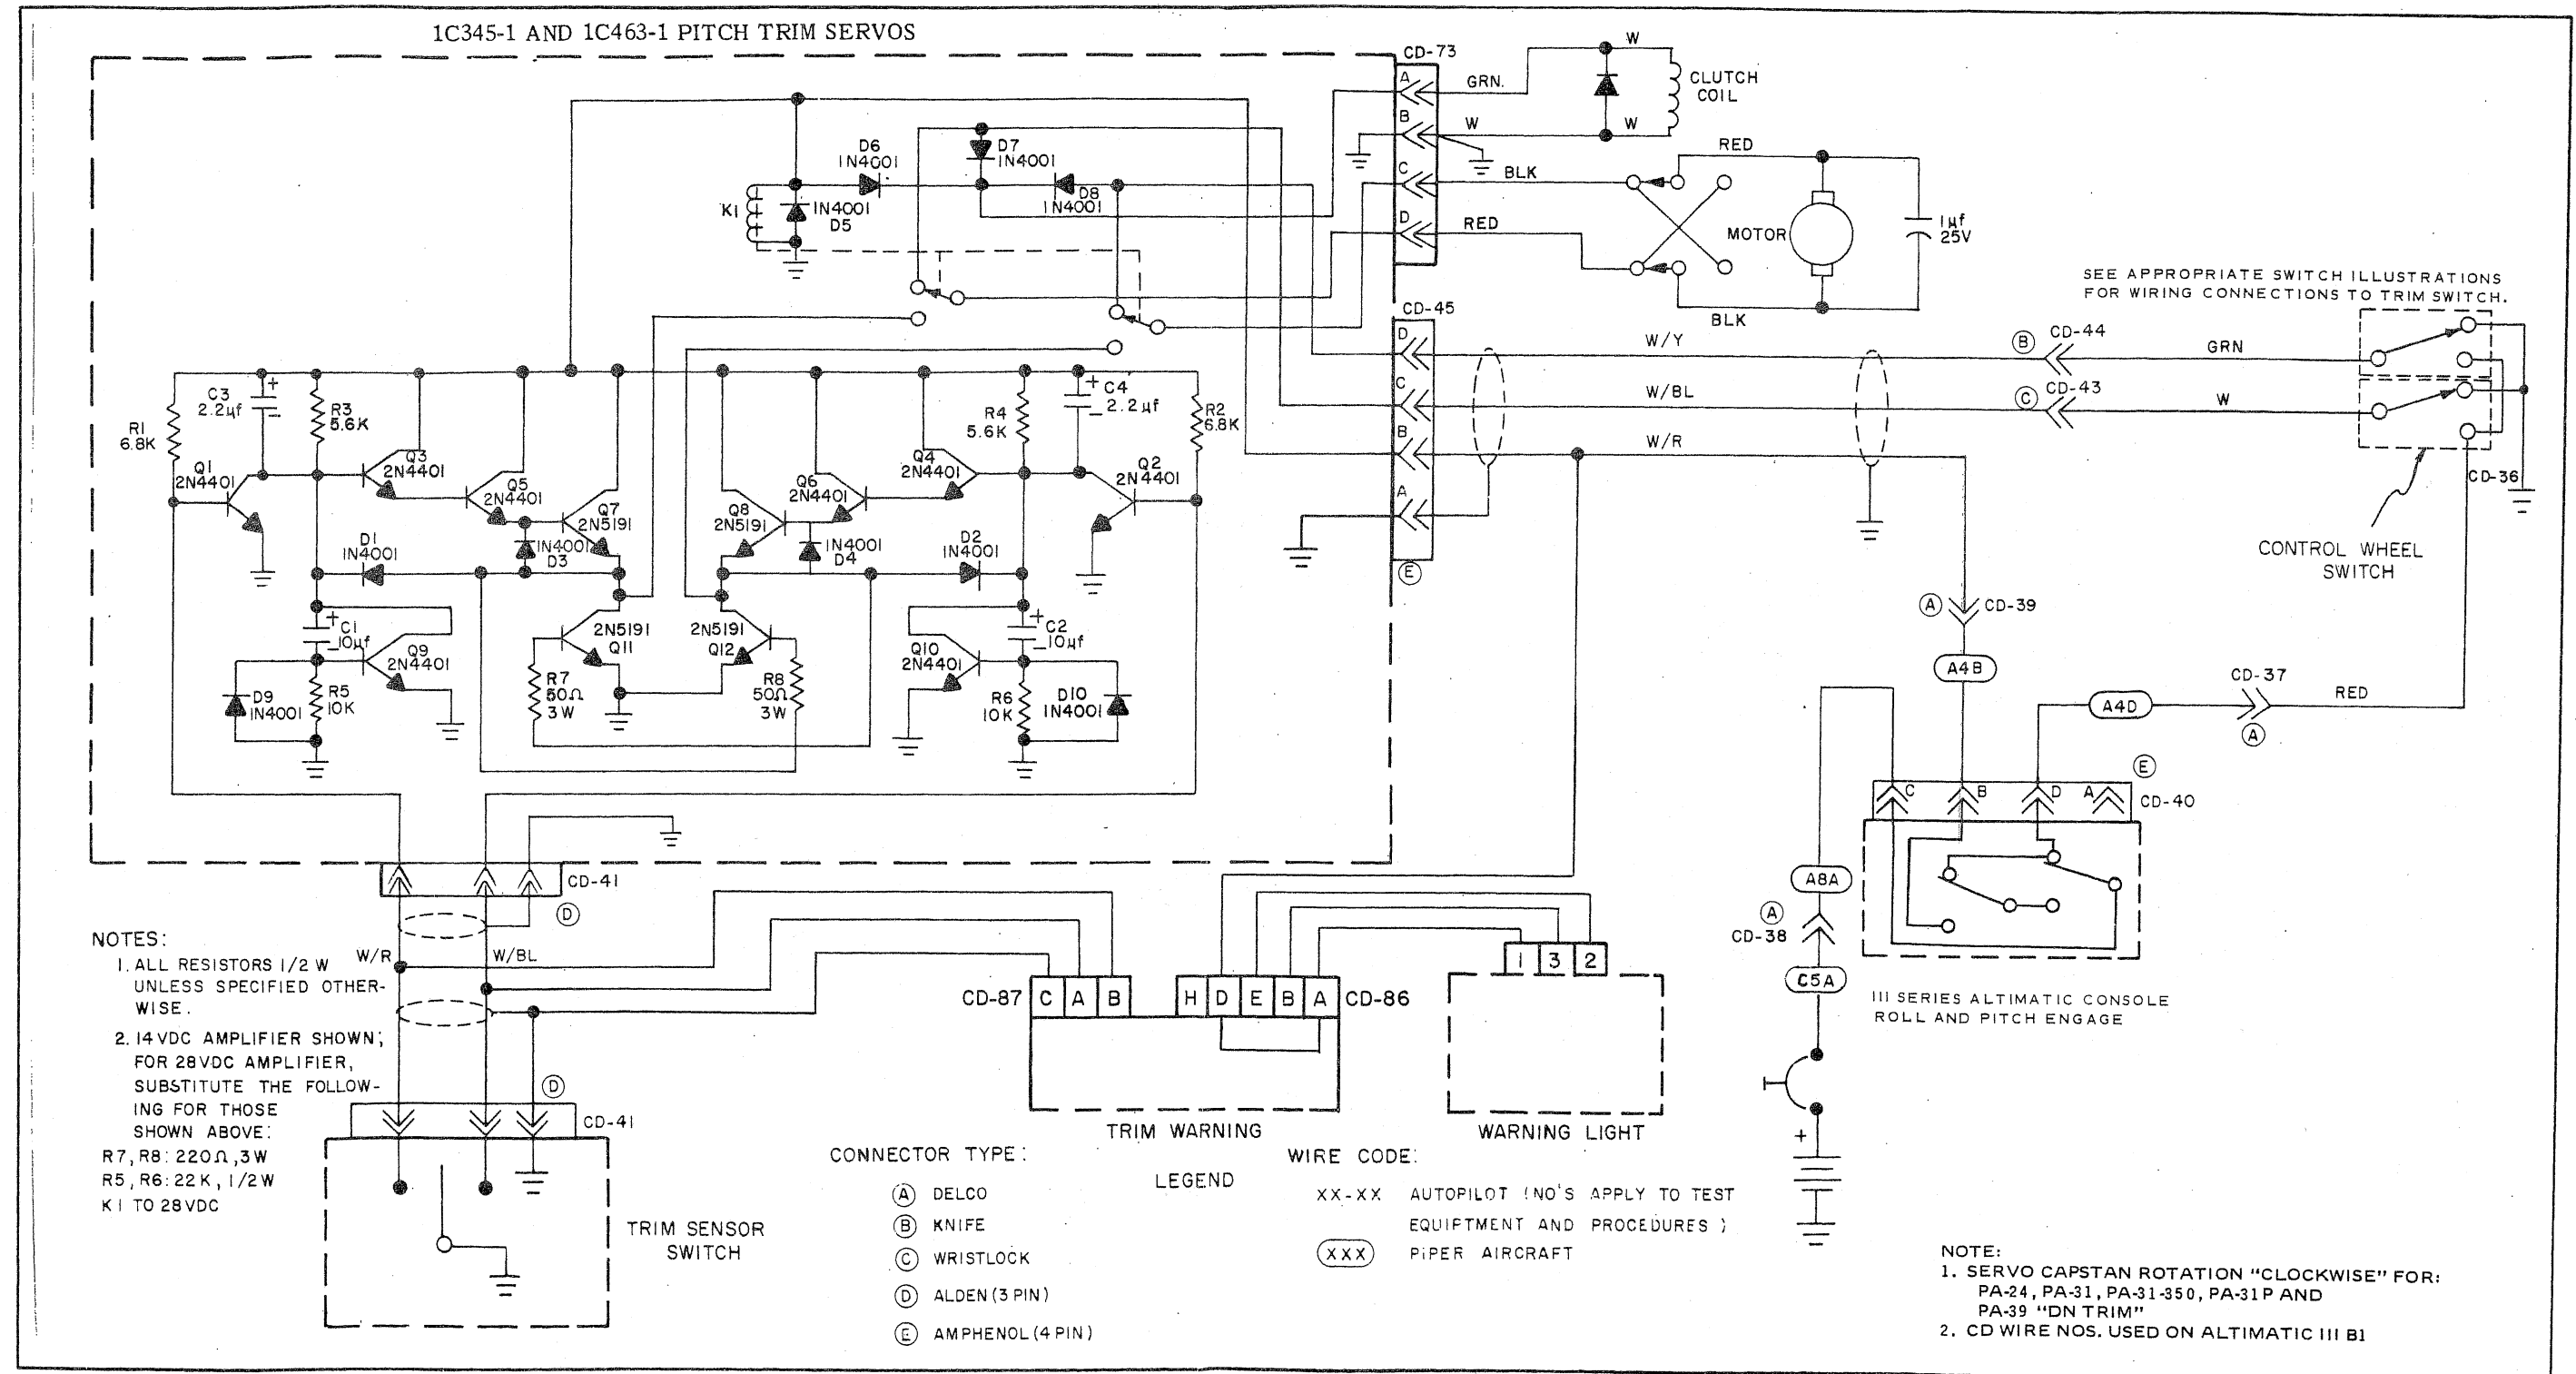 1C345-1 AND 1C463-1 PITCH TRIM SERVOS
CD-73
A
GRN.
W
CLUTCH
COIL
B
W
W
C
BLK
RED
D
RED
MOTOR
1µf
25V
BLK
D6
1N4001
D7
1N4001
K1
1N4001
D5
D8
1N4001
SEE APPROPRIATE SWITCH ILLUSTRATIONS
FOR WIRING CONNECTIONS TO TRIM SWITCH.
CD-45
D
W/Y
B
CD-44
GRN
C
W/BL
C
CD-43
W
B
W/R
A
E
CD-36
CONTROL WHEEL
SWITCH
R1
6.8K
C3
2.2µf
+
-
R3
5.6K
Q1
2N4401
Q3
2N4401
Q5
2N4401
Q7
2N5191
1N4001
D3
D1
1N4001
R4
5.6K
+
-
C4
2.2µf
R2
6.8K
Q4
2N4401
Q2
2N4401
Q6
2N4401
Q8
2N5191
1N4001
D4
D2
1N4001
+
-
C1
10µf
Q9
2N4401
D9
1N4001
R5
10K
2N5191
Q11
2N5191
Q12
R7
50Ω
3W
R8
50Ω
3W
Q10
2N4401
+
-
C2
10µf
R6
10K
D10
1N4001
A
CD-39
A4B
A4D
CD-37
A
RED
E
C
B
D
A
CD-40
A8A
A
CD-38
C5A
+
III SERIES ALTIMATIC CONSOLE
ROLL AND PITCH ENGAGE
CD-41
D
W/R
W/BL
D
CD-41
TRIM SENSOR
SWITCH
CD-87
C
A
B
H
D
E
B
A
CD-86
TRIM WARNING
1
3
2
WARNING LIGHT
NOTES:
1. ALL RESISTORS 1/2 W
UNLESS SPECIFIED OTHER-
WISE.
2. 14VDC AMPLIFIER SHOWN;
FOR 28VDC AMPLIFIER,
SUBSTITUTE THE FOLLOW-
ING FOR THOSE
SHOWN ABOVE:
R7, R8: 220Ω, 3W
R5, R6: 22K, 1/2W
K1 TO 28VDC
CONNECTOR TYPE:
A DELCO
B KNIFE
C WRISTLOCK
D ALDEN (3 PIN)
E AMPHENOL (4 PIN)
LEGEND
WIRE CODE:
XX-XX AUTOPILOT (NO'S APPLY TO TEST
EQUIPTMENT AND PROCEDURES )
XXX PIPER AIRCRAFT
NOTE:
1. SERVO CAPSTAN ROTATION "CLOCKWISE" FOR:
PA-24, PA-31, PA-31-350, PA-31P AND
PA-39 "DN TRIM"
2. CD WIRE NOS. USED ON ALTIMATIC III B1